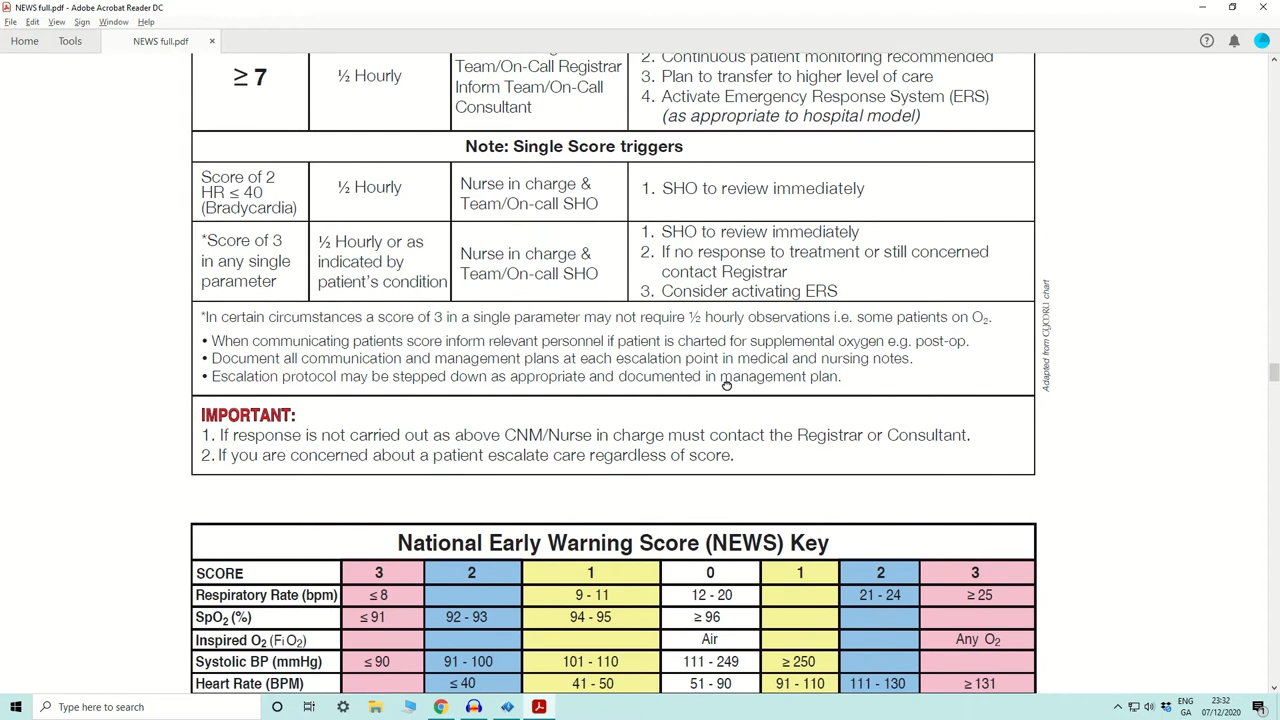 NEWS full.pdf - Adobe Acrobat Reader DC
File Edit View Sign Window Help
Home Tools NEWS full.pdf ×
≥ 7
½ Hourly
Team/On-Call Registrar
Inform Team/On-Call
Consultant
2. Continuous patient monitoring recommended
3. Plan to transfer to higher level of care
4. Activate Emergency Response System (ERS)
(as appropriate to hospital model)
Note: Single Score triggers
Score of 2
HR ≤ 40
(Bradycardia)
½ Hourly
Nurse in charge &
Team/On-call SHO
1. SHO to review immediately
*Score of 3
in any single
parameter
½ Hourly or as
indicated by
patient's condition
Nurse in charge &
Team/On-call SHO
1. SHO to review immediately
2. If no response to treatment or still concerned
contact Registrar
3. Consider activating ERS
*In certain circumstances a score of 3 in a single parameter may not require ½ hourly observations i.e. some patients on O₂.
• When communicating patients score inform relevant personnel if patient is charted for supplemental oxygen e.g. post-op.
• Document all communication and management plans at each escalation point in medical and nursing notes.
• Escalation protocol may be stepped down as appropriate and documented in management plan.
IMPORTANT:
1. If response is not carried out as above CNM/Nurse in charge must contact the Registrar or Consultant.
2. If you are concerned about a patient escalate care regardless of score.
Adapted from chart
National Early Warning Score (NEWS) Key
SCORE 3 2 1 0 1 2 3
Respiratory Rate (bpm) ≤ 8 9 - 11 12 - 20 21 - 24 ≥ 25
SpO₂ (%) ≤ 91 92 - 93 94 - 95 ≥ 96
Inspired O₂ (FiO₂) Air Any O₂
Systolic BP (mmHg) ≤ 90 91 - 100 101 - 110 111 - 249 ≥ 250
Heart Rate (BPM) ≤ 40 41 - 50 51 - 90 91 - 110 111 - 130 ≥ 131
Type here to search
ENG
GA
23:32
07/12/2020